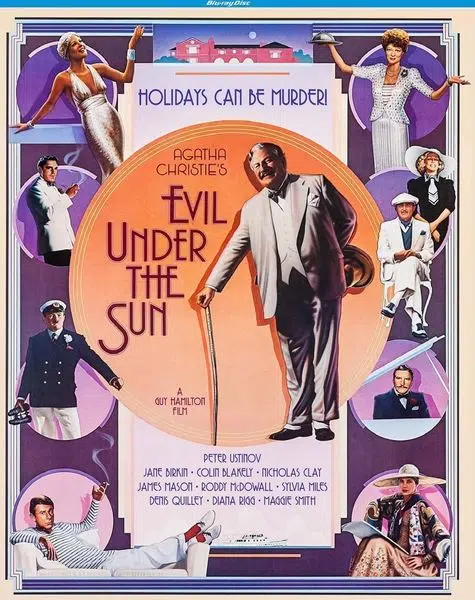 Blu-ray Disc
HOLIDAYS CAN BE MURDER!
AGATHA
CHRISTIE'S
EVIL
UNDER
THE
SUN
A
GUY HAMILTON
FILM
PETER USTINOV
JANE BIRKIN • COLIN BLAKELY • NICHOLAS CLAY
JAMES MASON • RODDY McDOWALL • SYLVIA MILES
DENIS QUILLEY • DIANA RIGG • MAGGIE SMITH